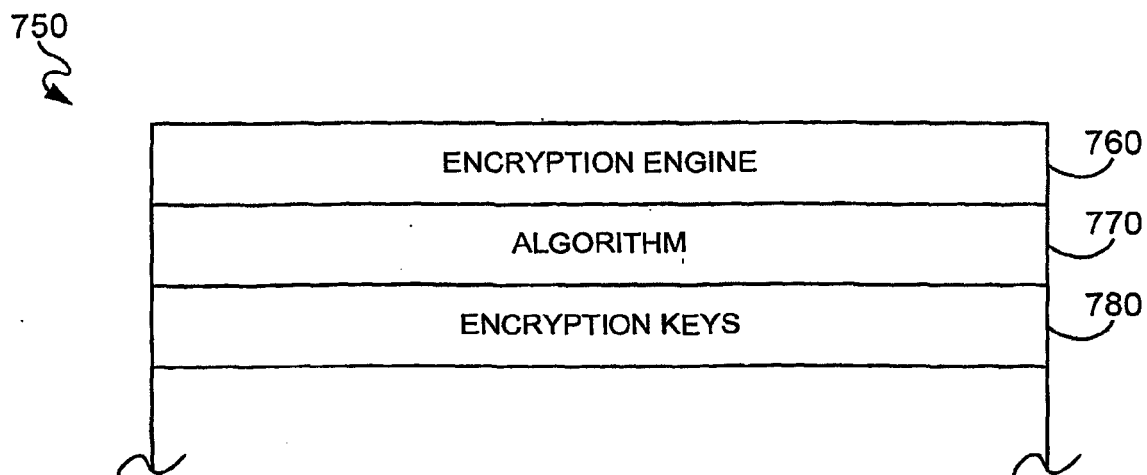 750
ENCRYPTION ENGINE 760
ALGORITHM 770
ENCRYPTION KEYS 780